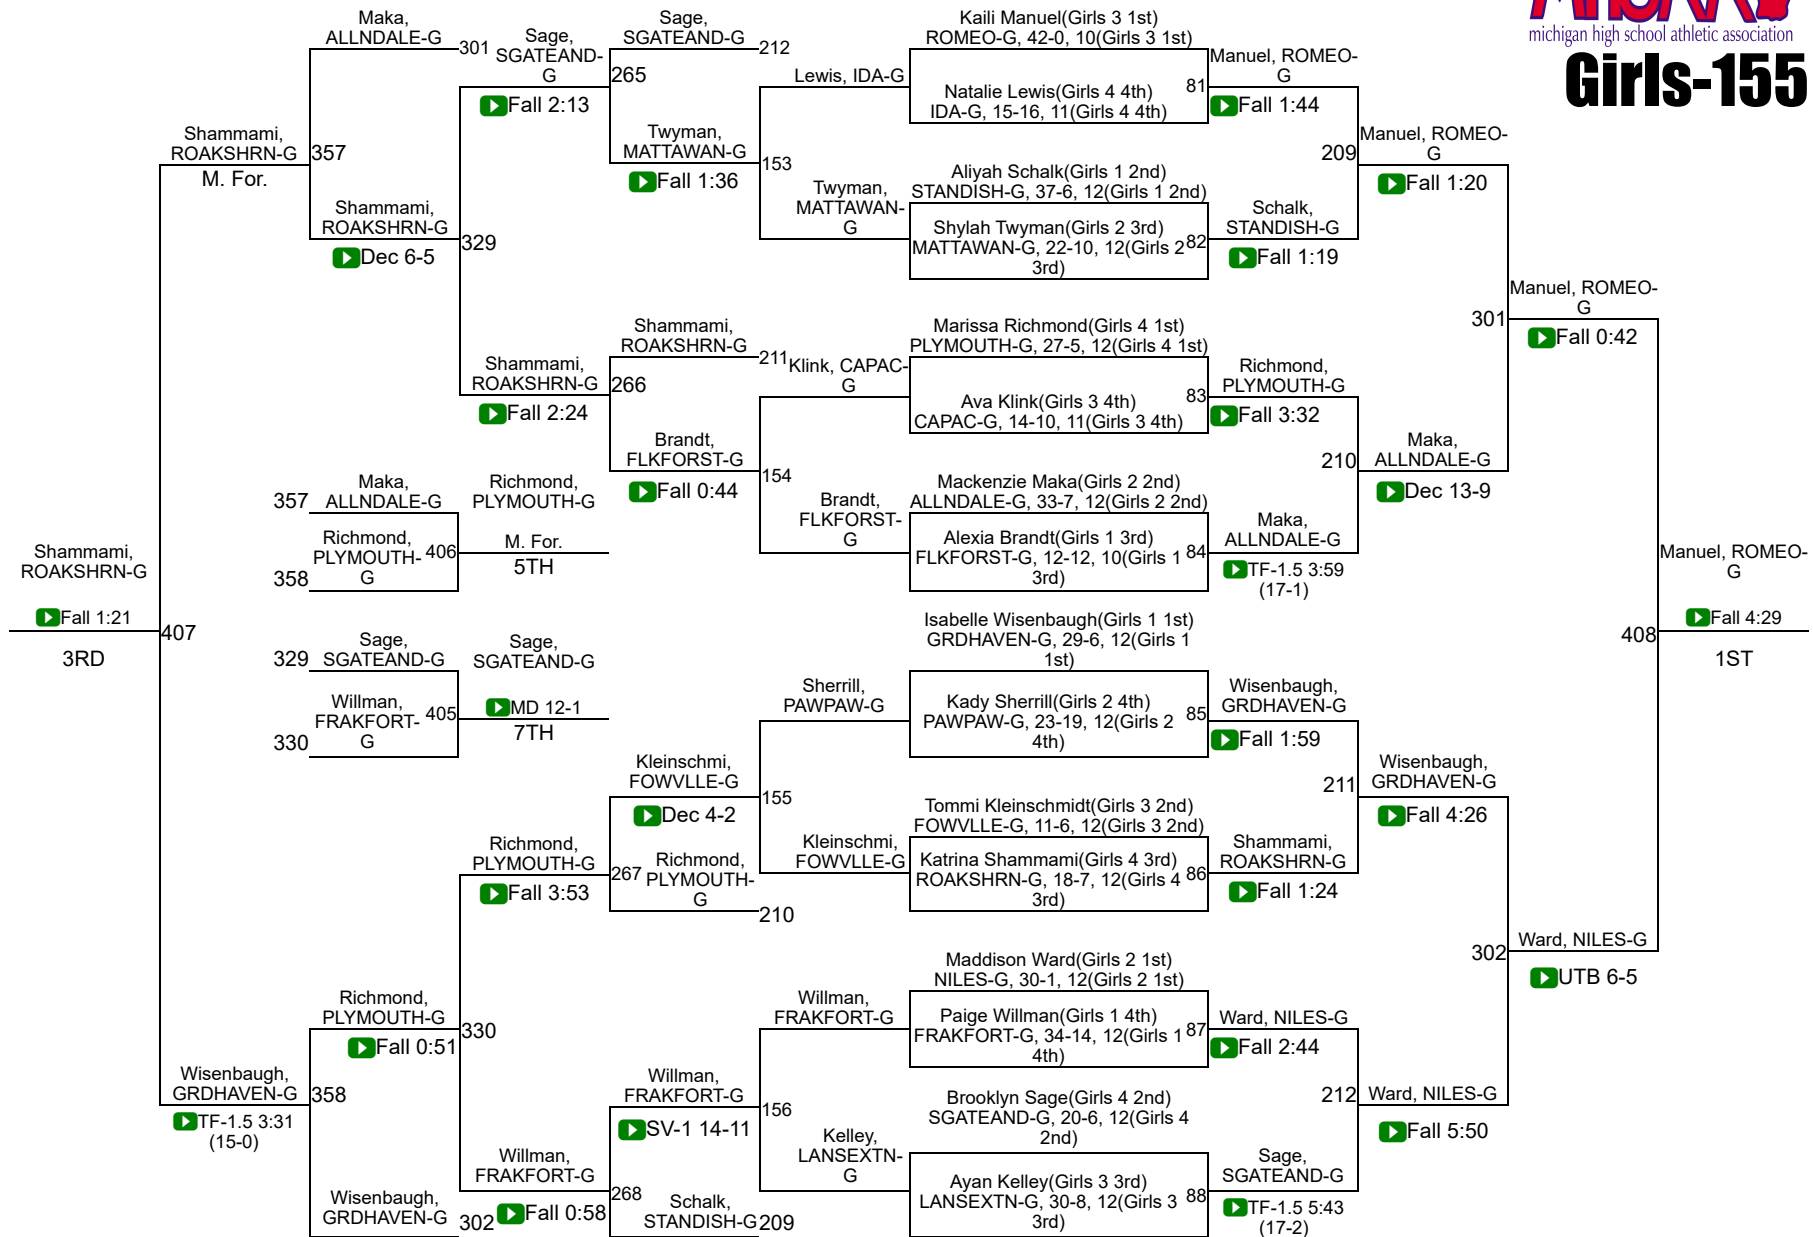 MHSAA
michigan high school athletic association
Girls-155
Maka,
ALLNDALE-G
301
Sage,
SGATEAND-
G
Fall 2:13
Sage,
SGATEAND-G
212
265
Twyman,
MATTAWAN-G
Fall 1:36
153
Lewis, IDA-G
Twyman,
MATTAWAN-
G
Kaili Manuel(Girls 3 1st)
ROMEO-G, 42-0, 10(Girls 3 1st)
Natalie Lewis(Girls 4 4th)
IDA-G, 15-16, 11(Girls 4 4th)
81
Manuel, ROMEO-
G
Fall 1:44
Aliyah Schalk(Girls 1 2nd)
STANDISH-G, 37-6, 12(Girls 1 2nd)
Shylah Twyman(Girls 2 3rd)
MATTAWAN-G, 22-10, 12(Girls 2
3rd)
82
Schalk,
STANDISH-G
Fall 1:19
209
Manuel, ROMEO-
G
Fall 1:20
Shammami,
ROAKSHRN-G
M. For.
357
Shammami,
ROAKSHRN-G
Dec 6-5
329
Shammami,
ROAKSHRN-G
Fall 2:24
Shammami,
ROAKSHRN-G
211
266
Brandt,
FLKFORST-G
Fall 0:44
154
Klink, CAPAC-
G
Brandt,
FLKFORST-
G
Marissa Richmond(Girls 4 1st)
PLYMOUTH-G, 27-5, 12(Girls 4 1st)
Ava Klink(Girls 3 4th)
CAPAC-G, 14-10, 11(Girls 3 4th)
83
Richmond,
PLYMOUTH-G
Fall 3:32
Mackenzie Maka(Girls 2 2nd)
ALLNDALE-G, 33-7, 12(Girls 2 2nd)
Alexia Brandt(Girls 1 3rd)
FLKFORST-G, 12-12, 10(Girls 1
3rd)
84
Maka,
ALLNDALE-G
TF-1.5 3:59
(17-1)
210
Maka,
ALLNDALE-G
Dec 13-9
301
Manuel, ROMEO-
G
Fall 0:42
357
Maka,
ALLNDALE-G
358
Richmond,
PLYMOUTH-
G
406
Richmond,
PLYMOUTH-G
M. For.
5TH
Shammami,
ROAKSHRN-G
Fall 1:21
3RD
407
329
Sage,
SGATEAND-G
330
Willman,
FRAKFORT-
G
405
Sage,
SGATEAND-G
MD 12-1
7TH
408
Manuel, ROMEO-
G
Fall 4:29
1ST
Isabelle Wisenbaugh(Girls 1 1st)
GRDHAVEN-G, 29-6, 12(Girls 1
1st)
Kady Sherrill(Girls 2 4th)
PAWPAW-G, 23-19, 12(Girls 2
4th)
85
Sherrill,
PAWPAW-G
Wisenbaugh,
GRDHAVEN-G
Fall 1:59
Kleinschmi,
FOWVLLE-G
Dec 4-2
155
Kleinschmi,
FOWVLLE-G
Tommi Kleinschmidt(Girls 3 2nd)
FOWVLLE-G, 11-6, 12(Girls 3 2nd)
Katrina Shammami(Girls 4 3rd)
ROAKSHRN-G, 18-7, 12(Girls 4
3rd)
86
Shammami,
ROAKSHRN-G
Fall 1:24
211
Wisenbaugh,
GRDHAVEN-G
Fall 4:26
Richmond,
PLYMOUTH-G
Fall 3:53
267
Richmond,
PLYMOUTH-
G
210
302
Ward, NILES-G
UTB 6-5
Richmond,
PLYMOUTH-G
Fall 0:51
330
Willman,
FRAKFORT-G
Maddison Ward(Girls 2 1st)
NILES-G, 30-1, 12(Girls 2 1st)
Paige Willman(Girls 1 4th)
FRAKFORT-G, 34-14, 12(Girls 1
4th)
87
Ward, NILES-G
Fall 2:44
Wisenbaugh,
GRDHAVEN-G
TF-1.5 3:31
(15-0)
358
Willman,
FRAKFORT-G
SV-1 14-11
156
Kelley,
LANSEXTN-
G
Brooklyn Sage(Girls 4 2nd)
SGATEAND-G, 20-6, 12(Girls 4
2nd)
Ayan Kelley(Girls 3 3rd)
LANSEXTN-G, 30-8, 12(Girls 3
3rd)
88
Sage,
SGATEAND-G
TF-1.5 5:43
(17-2)
212
Ward, NILES-G
Fall 5:50
Wisenbaugh,
GRDHAVEN-G
302
Willman,
FRAKFORT-G
Fall 0:58
268
Schalk,
STANDISH-G
209